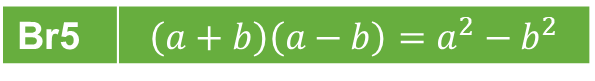 Br5 (a + b)(a − b) = a² − b²